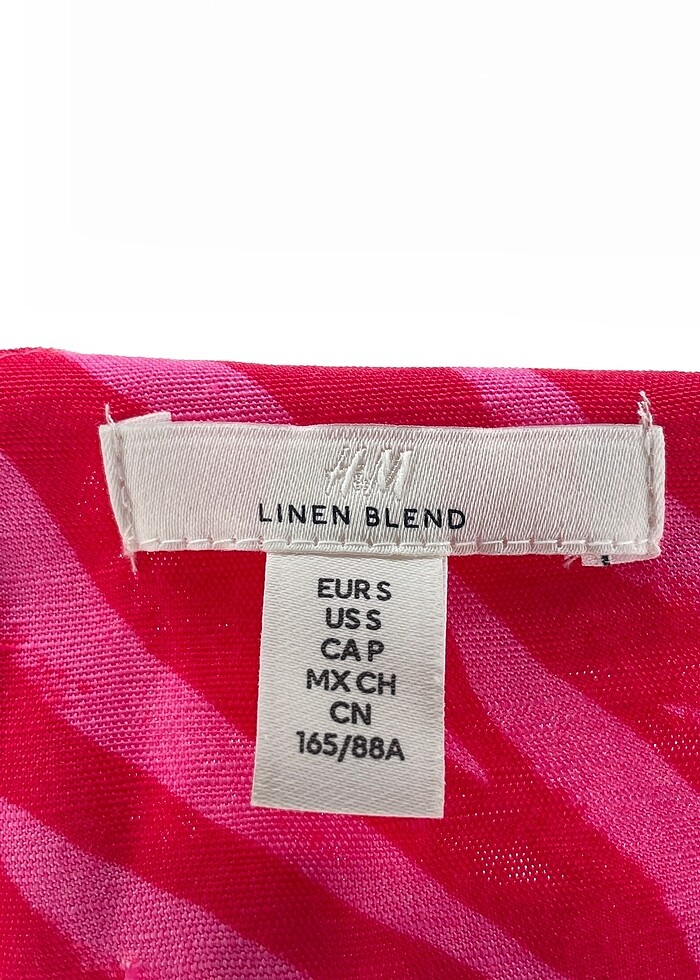 H&M
LINEN BLEND
EUR S
US S
CA P
MX CH
CN
165/88A